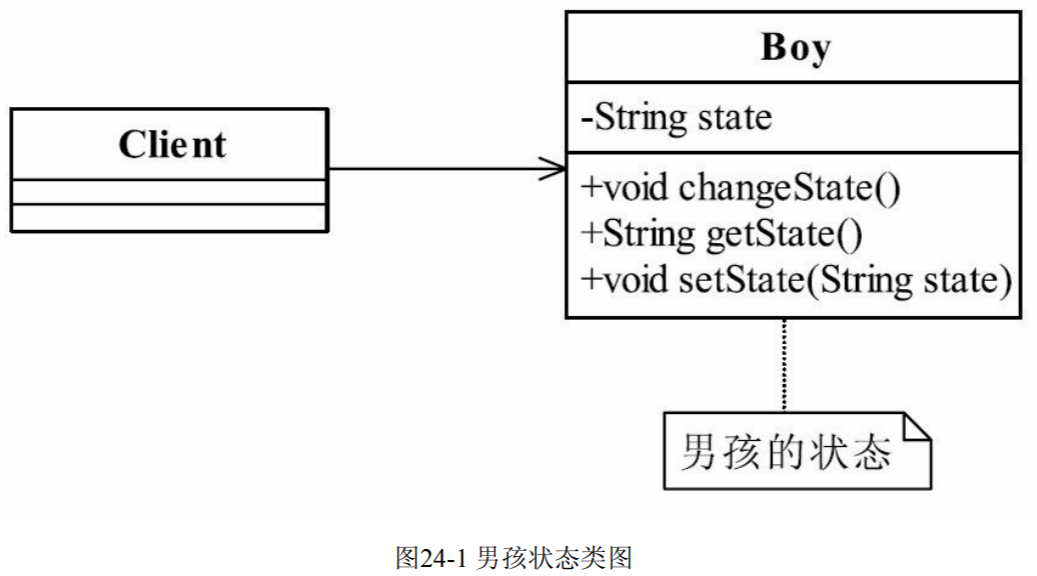 Client
Boy
-String state
+void changeState()
+String getState()
+void setState(String state)
男孩的状态
图24-1 男孩状态类图